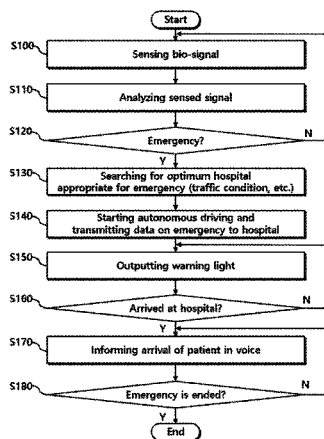 Start
S100
Sensing bio-signal
S110
Analyzing sensed signal
S120
Emergency?
N
Y
S130
Searching for optimum hospital
appropriate for emergency (traffic condition, etc.)
S140
Starting autonomous driving and
transmitting data on emergency to hospital
S150
Outputting warning light
S160
Arrived at hospital?
N
Y
S170
Informing arrival of patient in voice
S180
Emergency is ended?
N
Y
End